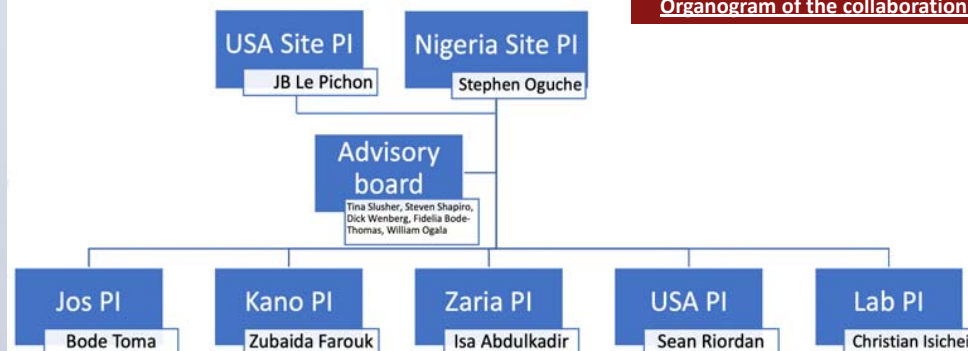 Organogram of the collaboration
USA Site PI
JB Le Pichon
Nigeria Site PI
Stephen Oguche
Advisory
board
Tina Slusher, Steven Shapiro,
Dick Wenberg, Fidelia Bode-
Thomas, William Ogala
Jos PI
Bode Toma
Kano PI
Zubaida Farouk
Zaria PI
Isa Abdulkadir
USA PI
Sean Riordan
Lab PI
Christian Isichei